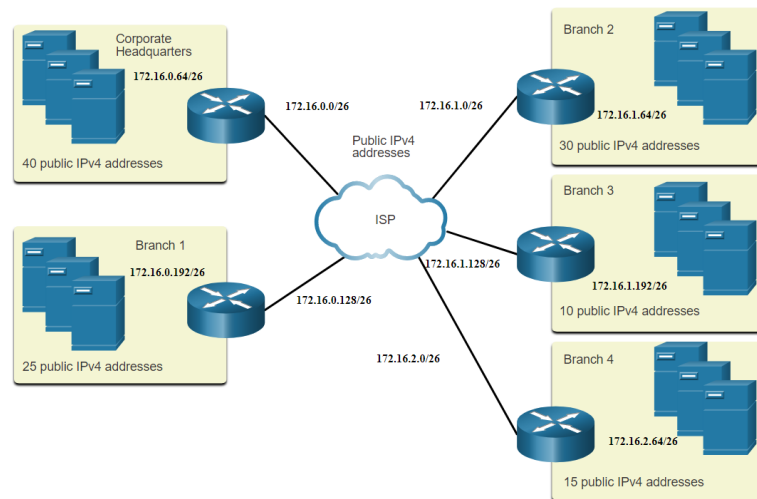 Corporate
Headquarters
172.16.0.64/26
40 public IPv4 addresses
172.16.0.0/26
Branch 1
172.16.0.192/26
25 public IPv4 addresses
172.16.0.128/26
Public IPv4
addresses
ISP
172.16.1.0/26
Branch 2
172.16.1.64/26
30 public IPv4 addresses
172.16.1.128/26
Branch 3
172.16.1.192/26
10 public IPv4 addresses
172.16.2.0/26
Branch 4
172.16.2.64/26
15 public IPv4 addresses